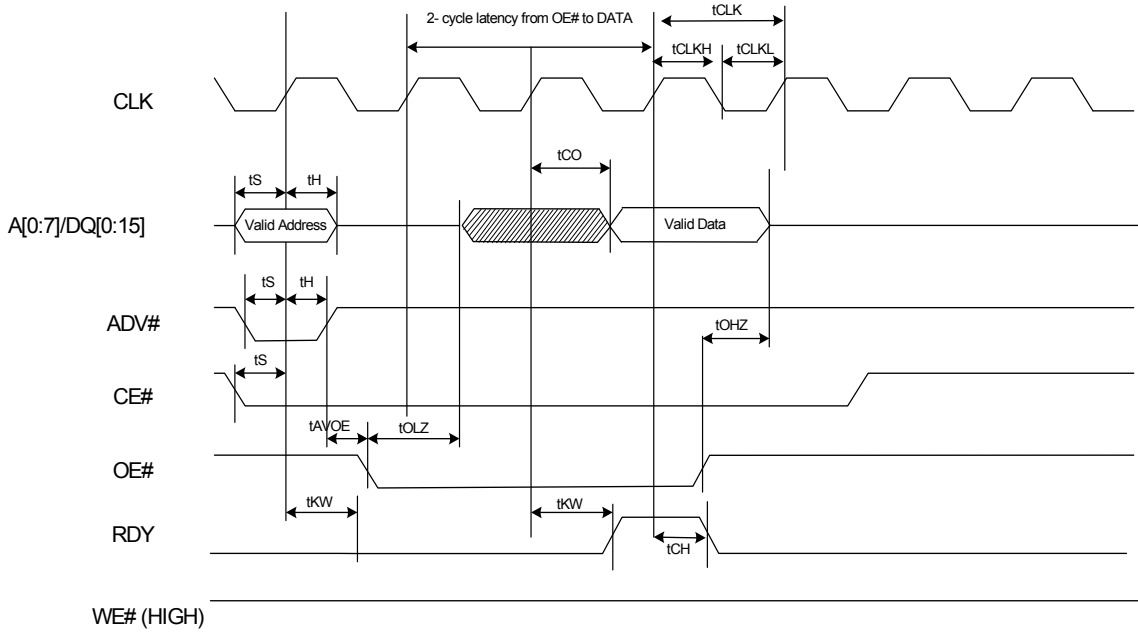 2- cycle latency from OE# to DATA
tCLK
tCLKH
tCLKL
CLK
tCO
tS
tH
A[0:7]/DQ[0:15]
Valid Address
Valid Data
tS
tH
ADV#
tOHZ
tS
CE#
tAVOE
tOLZ
OE#
tKW
tKW
RDY
tCH
WE# (HIGH)